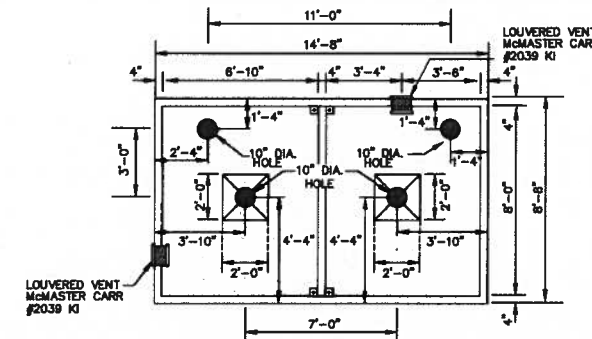 11'-0"
14'-8"
LOUVERED VENT
McMASTER CARR
#2039 KI
4" 6'-10" 4" 3'-4" 3'-6" 4"
1'-4" 1'-4" 4"
3'-0"
2'-4"
10" DIA.
HOLE
10" DIA.
HOLE
1'-4"
10" DIA.
HOLE
2'-0" 2'-0"
8'-0" 8'-8"
3'-10" 4'-4" 4'-4" 3'-10"
2'-0" 2'-0"
LOUVERED VENT
McMASTER CARR
#2039 KI
7'-0" 4"